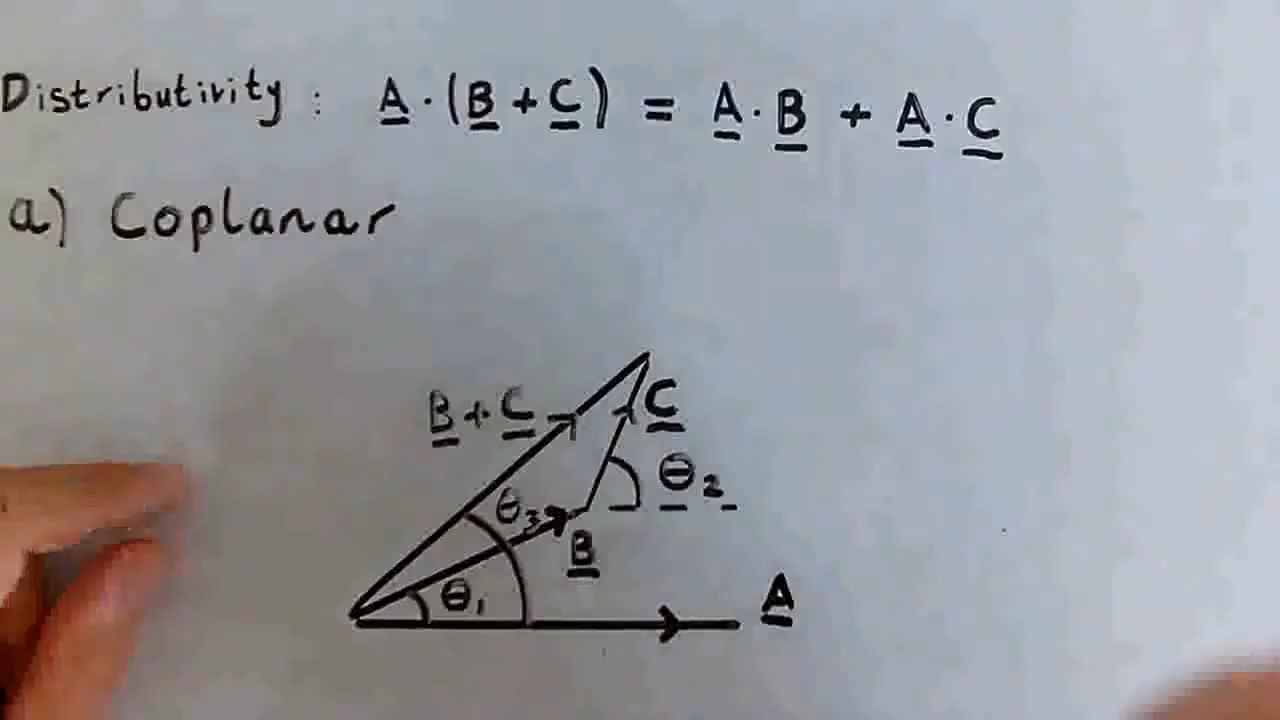 Distributivity : A · (B + C) = A · B + A · C
a) Coplanar
B + C
C
θ₂
θ₃
B
θ₁
A